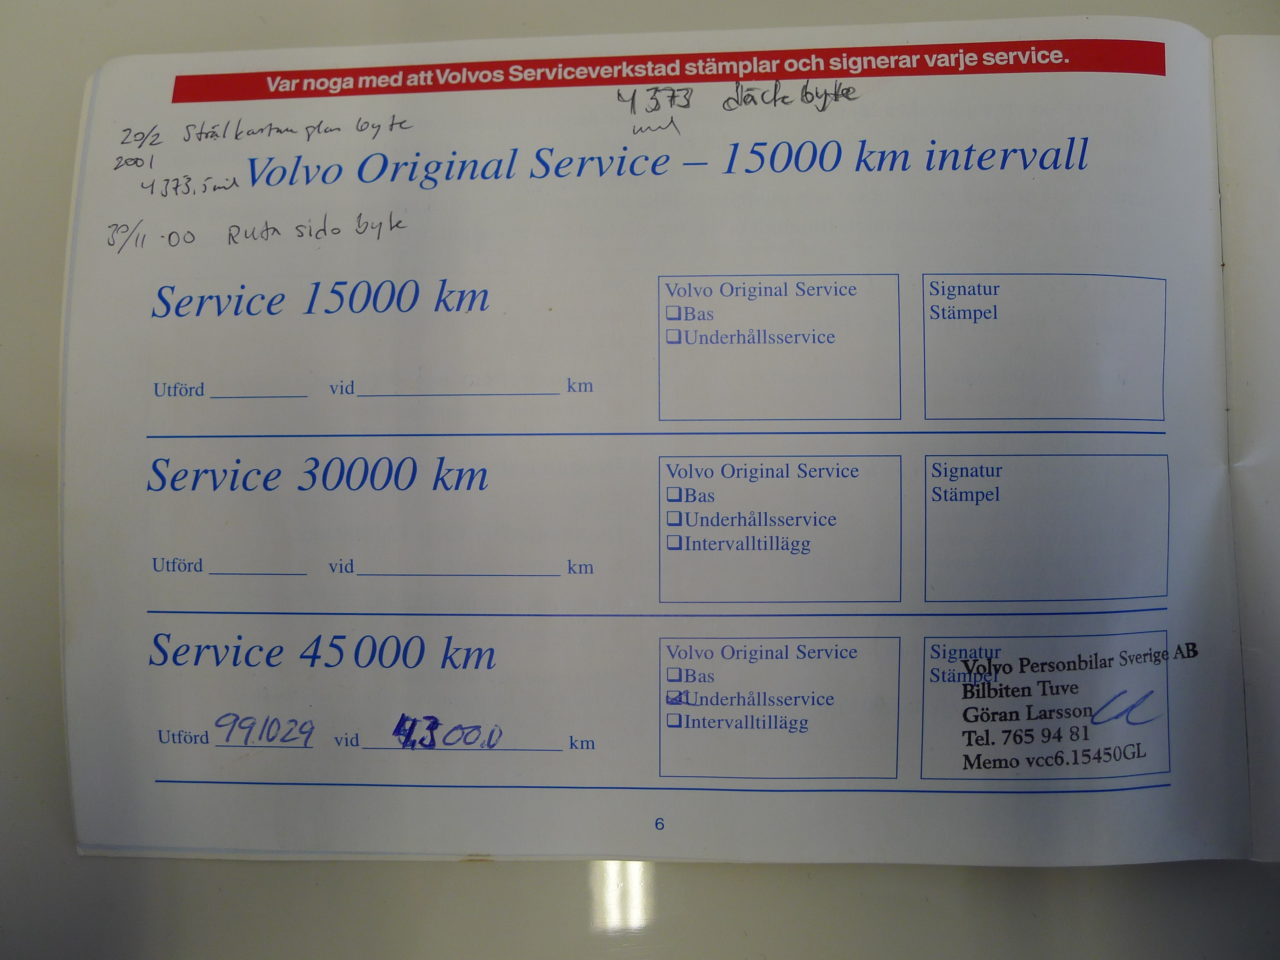 Var noga med att Volvos Serviceverkstad stämplar och signerar varje service.
4373 däck byte
mil
20/2 Strålkastar glas byte
2001
4373,5 mil
Volvo Original Service – 15000 km intervall
30/11-00 Ruta sido byte
Service 15000 km
Utförd vid km
Volvo Original Service
Bas
Underhållsservice
Signatur
Stämpel
Service 30000 km
Utförd vid km
Volvo Original Service
Bas
Underhållsservice
Intervalltillägg
Signatur
Stämpel
Service 45000 km
Utförd 991029 vid km
Volvo Original Service
Bas
Underhållsservice
Intervalltillägg
Signatur
Stämpel
Volvo Personbilar Sverige AB
Bilbiten Tuve
Göran Larsson
Tel. 765 94 81
Memo vcc6.15450GL
6